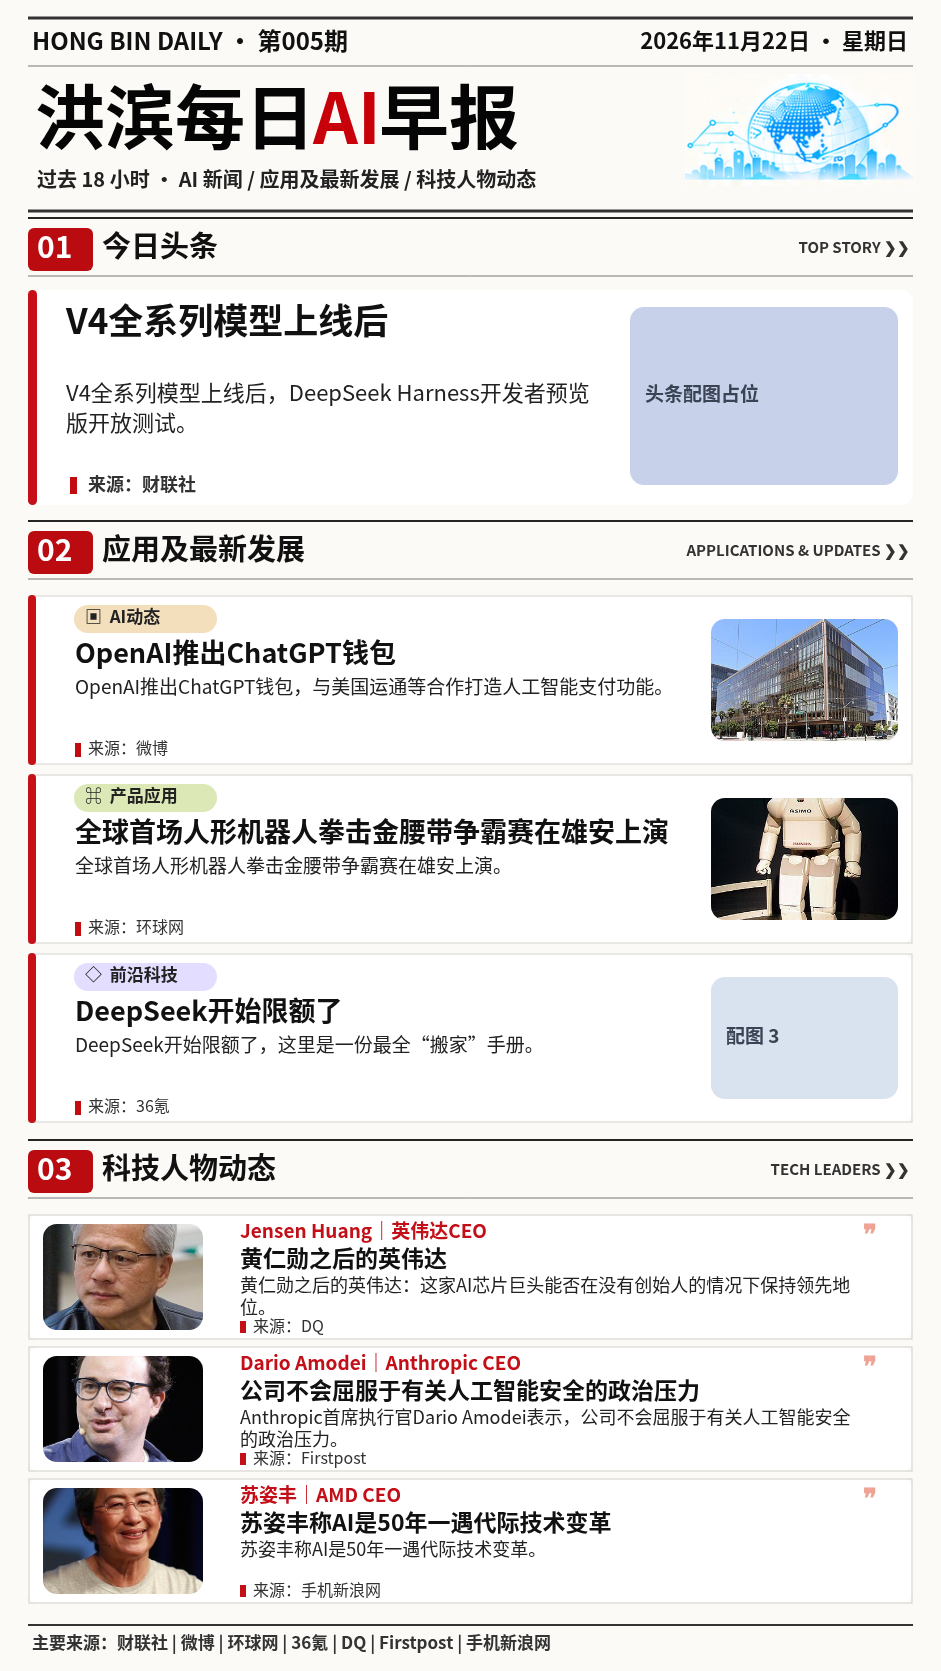 HONG BIN DAILY • 第005期
2026年11月22日 • 星期日
洪滨每日AI早报
过去 18 小时 • AI 新闻 / 应用及最新发展 / 科技人物动态
01 今日头条
TOP STORY ❯❯
V4全系列模型上线后
V4全系列模型上线后，DeepSeek Harness开发者预览
版开放测试。
来源：财联社
头条配图占位
02 应用及最新发展
APPLICATIONS & UPDATES ❯❯
▣ AI动态
OpenAI推出ChatGPT钱包
OpenAI推出ChatGPT钱包，与美国运通等合作打造人工智能支付功能。
来源：微博
⌘ 产品应用
全球首场人形机器人拳击金腰带争霸赛在雄安上演
全球首场人形机器人拳击金腰带争霸赛在雄安上演。
来源：环球网
ASIMO
◇ 前沿科技
DeepSeek开始限额了
DeepSeek开始限额了，这里是一份最全“搬家”手册。
来源：36氪
配图 3
03 科技人物动态
TECH LEADERS ❯❯
Jensen Huang｜英伟达CEO
黄仁勋之后的英伟达
黄仁勋之后的英伟达：这家AI芯片巨头能否在没有创始人的情况下保持领先地
位。
来源：DQ
Dario Amodei｜Anthropic CEO
公司不会屈服于有关人工智能安全的政治压力
Anthropic首席执行官Dario Amodei表示，公司不会屈服于有关人工智能安全
的政治压力。
来源：Firstpost
苏姿丰｜AMD CEO
苏姿丰称AI是50年一遇代际技术变革
苏姿丰称AI是50年一遇代际技术变革。
来源：手机新浪网
主要来源：财联社 | 微博 | 环球网 | 36氪 | DQ | Firstpost | 手机新浪网